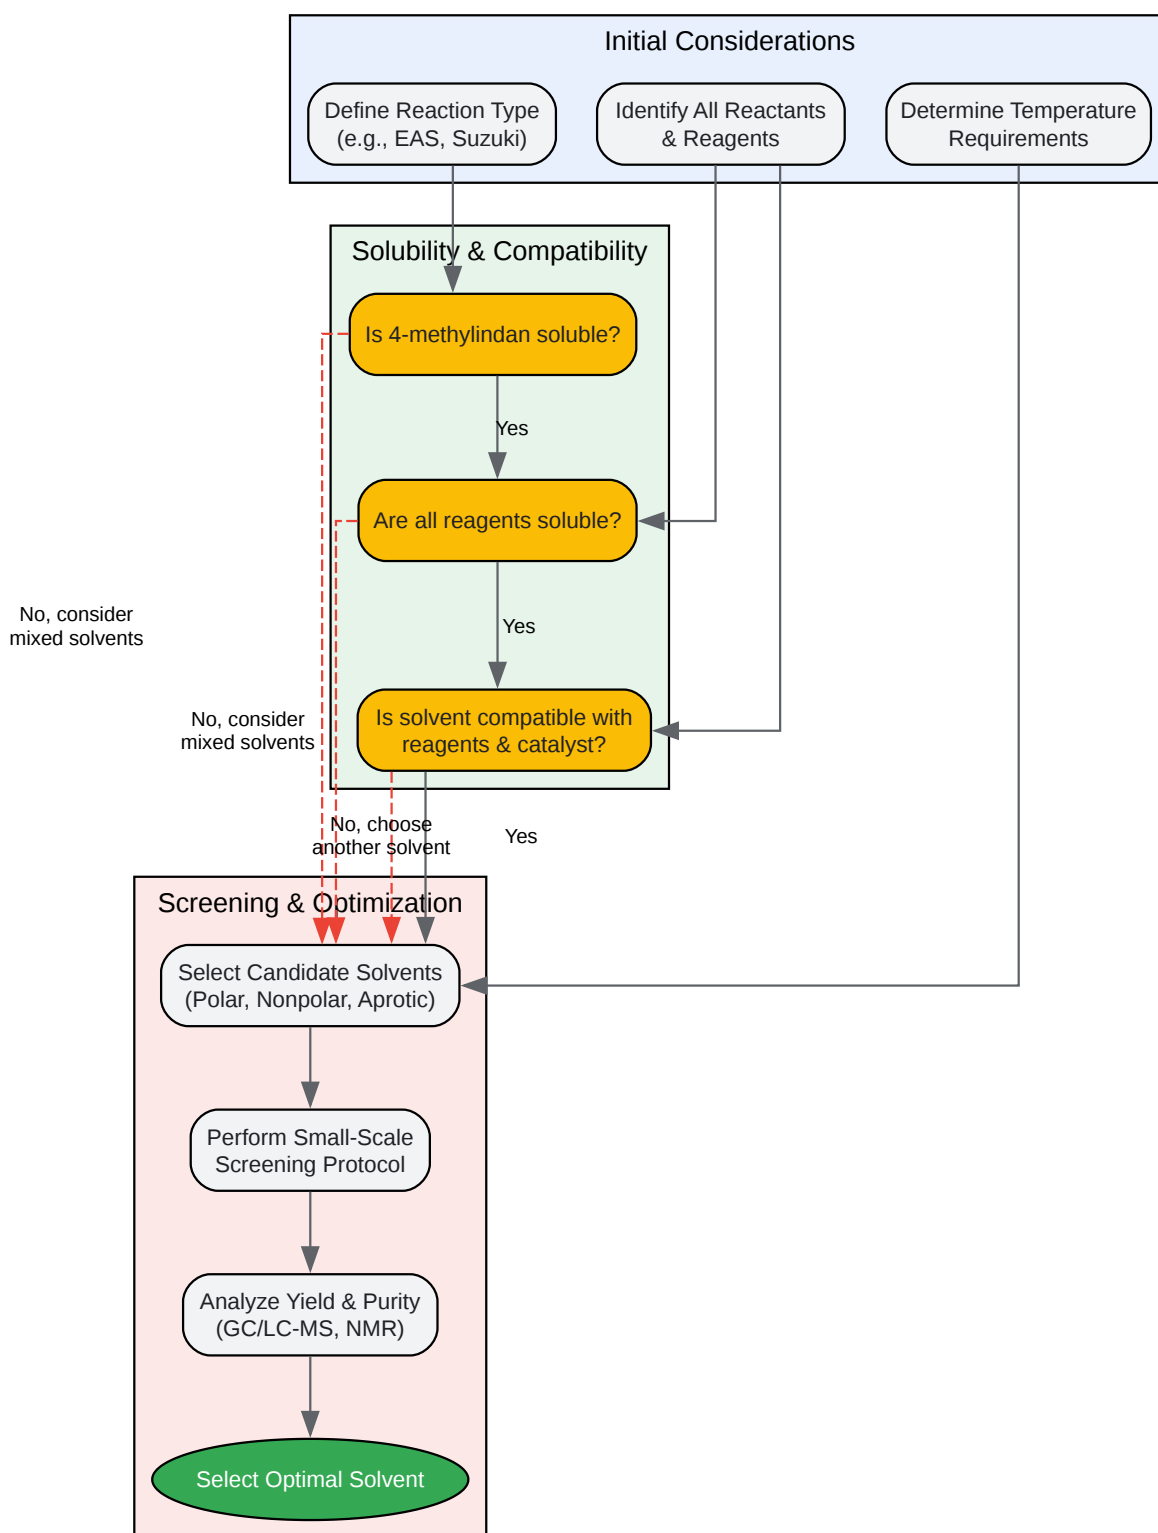 Initial Considerations
Define Reaction Type
(e.g., EAS, Suzuki)
Identify All Reactants
& Reagents
Determine Temperature
Requirements
Solubility & Compatibility
Is 4-methylindan soluble?
Yes
Are all reagents soluble?
No, consider
mixed solvents
Yes
No, consider
mixed solvents
Is solvent compatible with
reagents & catalyst?
No, choose
another solvent
Yes
Screening & Optimization
Select Candidate Solvents
(Polar, Nonpolar, Aprotic)
Perform Small-Scale
Screening Protocol
Analyze Yield & Purity
(GC/LC-MS, NMR)
Select Optimal Solvent